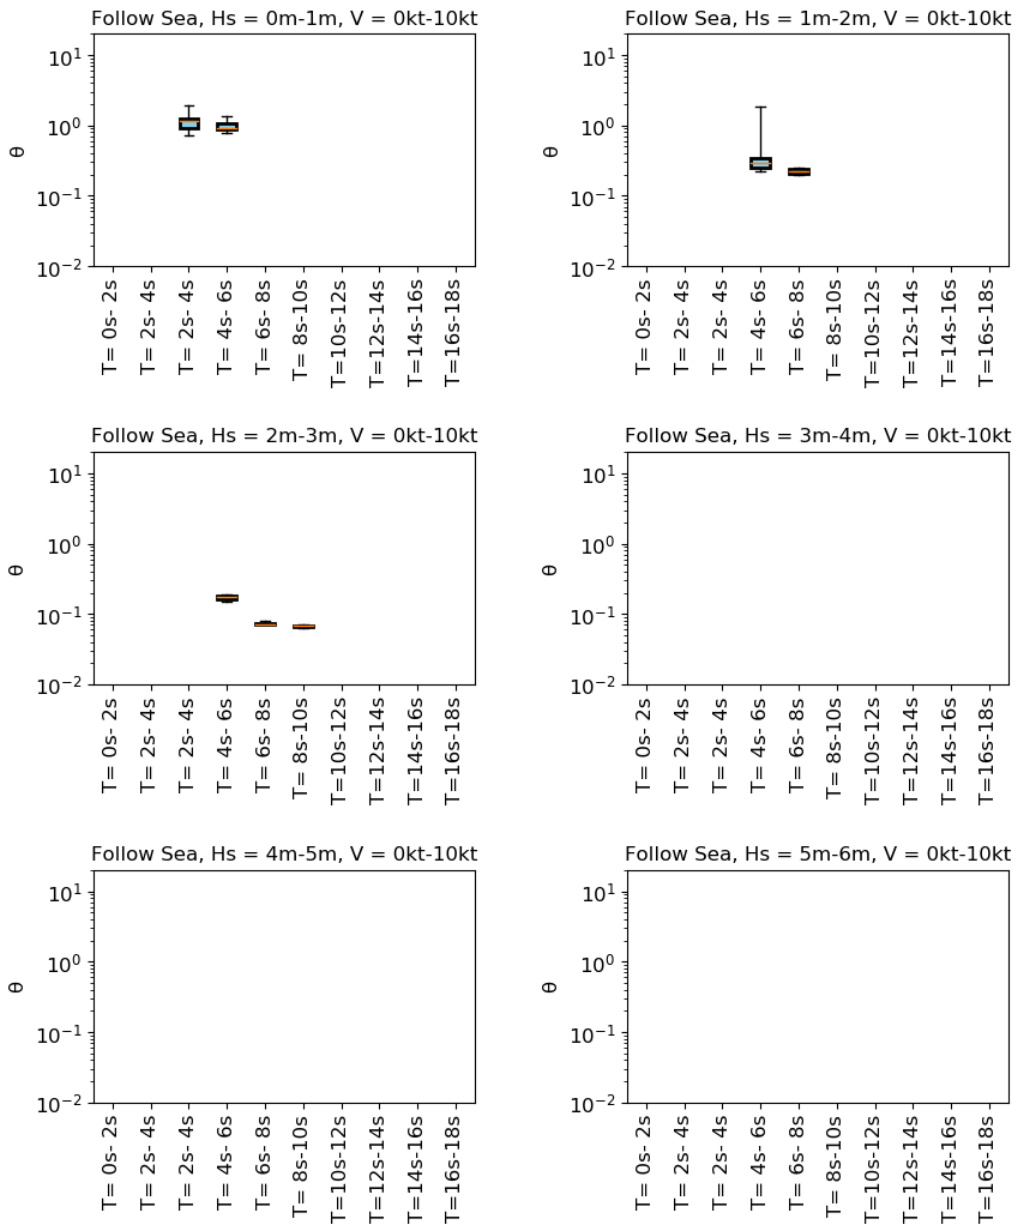 Follow Sea, Hs = 0m-1m, V = 0kt-10kt
10¹
10⁰
10⁻¹
10⁻²
θ
T= 0s- 2s
T= 2s- 4s
T= 2s- 4s
T= 4s- 6s
T= 6s- 8s
T= 8s-10s
T=10s-12s
T=12s-14s
T=14s-16s
T=16s-18s
Follow Sea, Hs = 1m-2m, V = 0kt-10kt
10¹
10⁰
10⁻¹
10⁻²
θ
T= 0s- 2s
T= 2s- 4s
T= 2s- 4s
T= 4s- 6s
T= 6s- 8s
T= 8s-10s
T=10s-12s
T=12s-14s
T=14s-16s
T=16s-18s
Follow Sea, Hs = 2m-3m, V = 0kt-10kt
10¹
10⁰
10⁻¹
10⁻²
θ
T= 0s- 2s
T= 2s- 4s
T= 2s- 4s
T= 4s- 6s
T= 6s- 8s
T= 8s-10s
T=10s-12s
T=12s-14s
T=14s-16s
T=16s-18s
Follow Sea, Hs = 3m-4m, V = 0kt-10kt
10¹
10⁰
10⁻¹
10⁻²
θ
T= 0s- 2s
T= 2s- 4s
T= 2s- 4s
T= 4s- 6s
T= 6s- 8s
T= 8s-10s
T=10s-12s
T=12s-14s
T=14s-16s
T=16s-18s
Follow Sea, Hs = 4m-5m, V = 0kt-10kt
10¹
10⁰
10⁻¹
10⁻²
θ
T= 0s- 2s
T= 2s- 4s
T= 2s- 4s
T= 4s- 6s
T= 6s- 8s
T= 8s-10s
T=10s-12s
T=12s-14s
T=14s-16s
T=16s-18s
Follow Sea, Hs = 5m-6m, V = 0kt-10kt
10¹
10⁰
10⁻¹
10⁻²
θ
T= 0s- 2s
T= 2s- 4s
T= 2s- 4s
T= 4s- 6s
T= 6s- 8s
T= 8s-10s
T=10s-12s
T=12s-14s
T=14s-16s
T=16s-18s